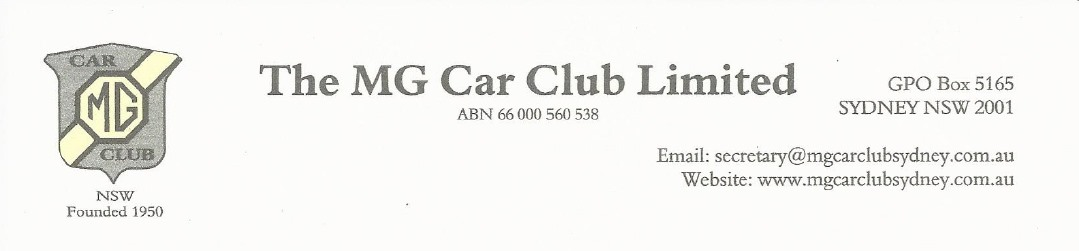 CAR
MG
CLUB
NSW
Founded 1950
The MG Car Club Limited
ABN 66 000 560 538
GPO Box 5165
SYDNEY NSW 2001
Email: secretary@mgcarclubsydney.com.au
Website: www.mgcarclubsydney.com.au